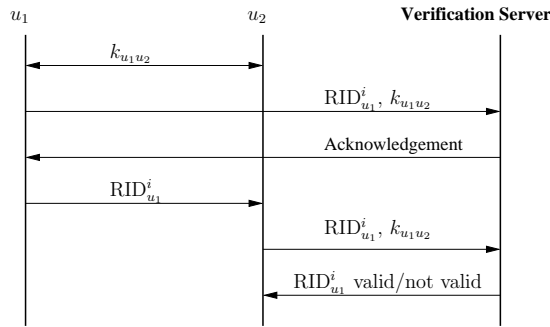 u₁ u₂ Verification Server
k_{u₁u₂}
RID^i_{u₁}, k_{u₁u₂}
Acknowledgement
RID^i_{u₁}
RID^i_{u₁}, k_{u₁u₂}
RID^i_{u₁} valid/not valid